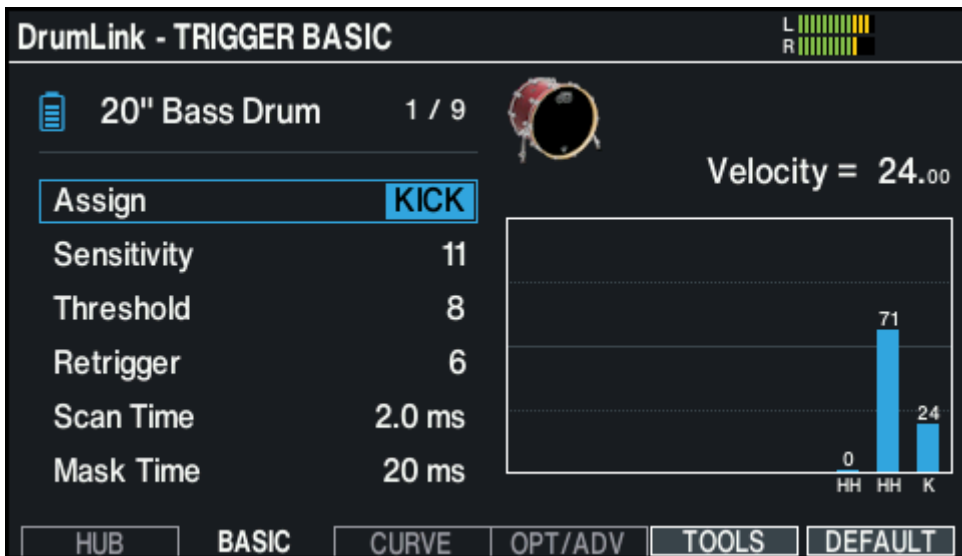 DrumLink - TRIGGER BASIC
L
R
20" Bass Drum 1 / 9
Velocity = 24.00
Assign KICK
Sensitivity 11
Threshold 8
Retrigger 6
Scan Time 2.0 ms
Mask Time 20 ms
71
24
0
HH HH K
HUB BASIC CURVE OPT/ADV TOOLS DEFAULT